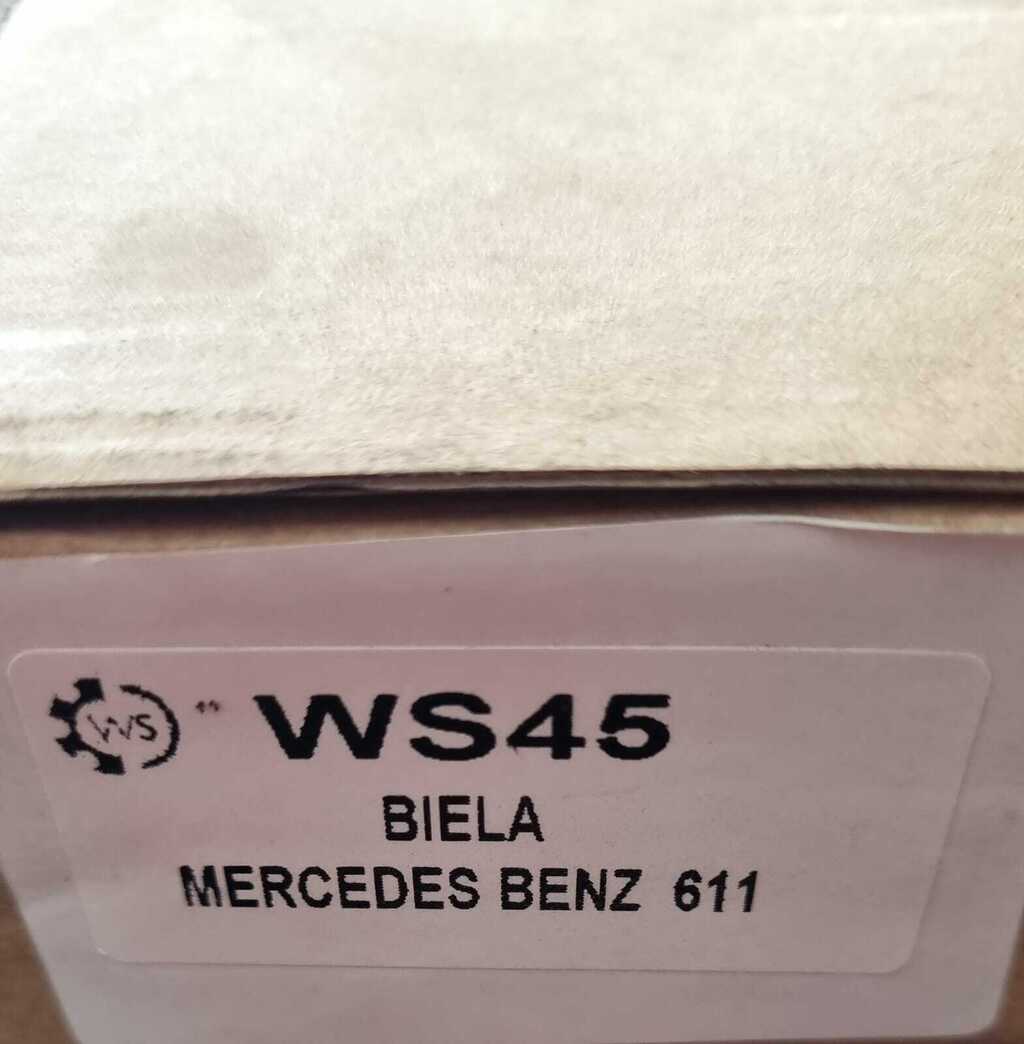 WS
WS45
BIELA
MERCEDES BENZ 611